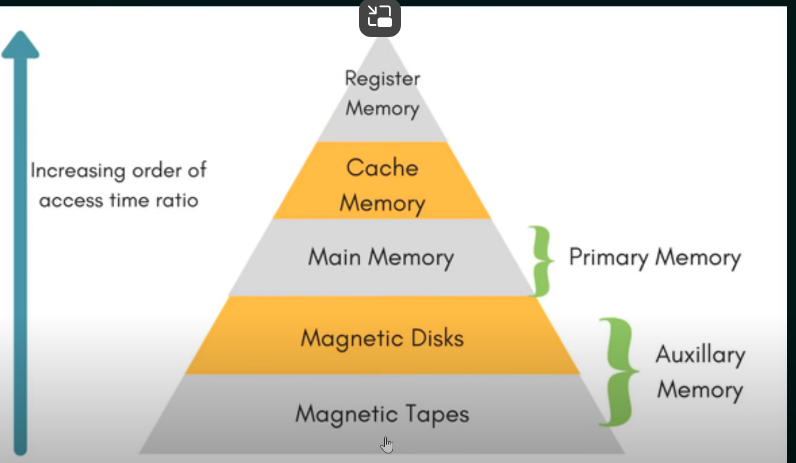 Register
Memory
Increasing order of
access time ratio
Cache
Memory
Main Memory
Primary Memory
Magnetic Disks
Auxillary
Memory
Magnetic Tapes